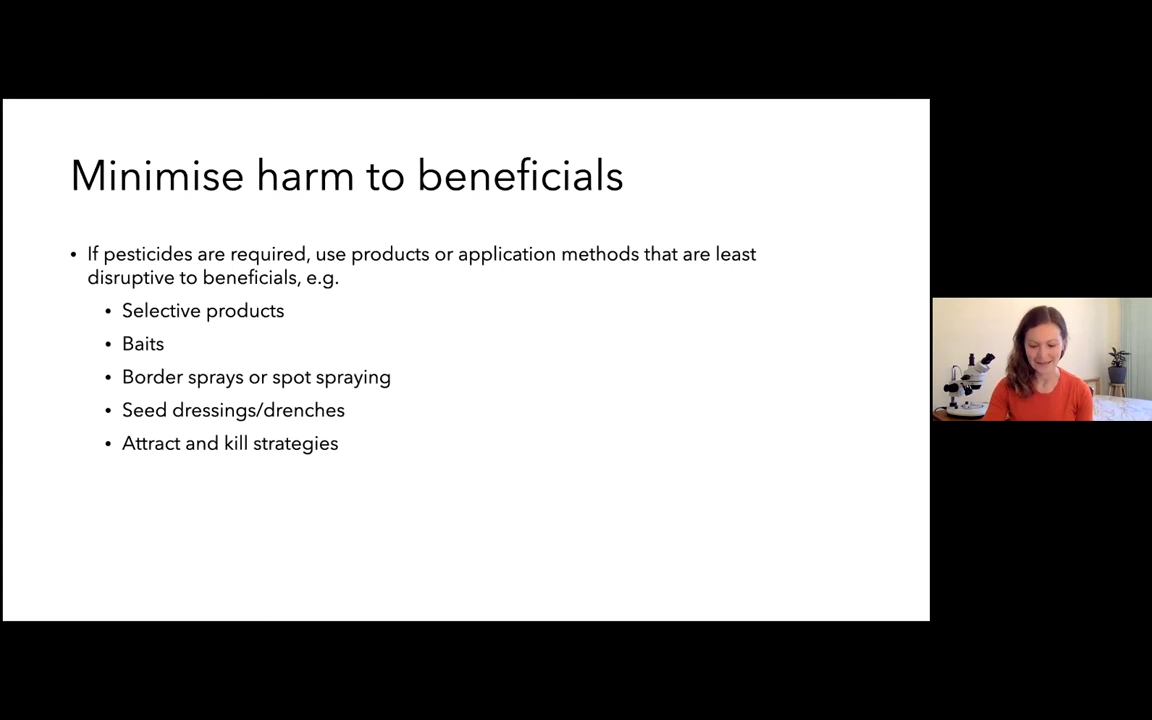 Minimise harm to beneficials
• If pesticides are required, use products or application methods that are least
disruptive to beneficials, e.g.
• Selective products
• Baits
• Border sprays or spot spraying
• Seed dressings/drenches
• Attract and kill strategies